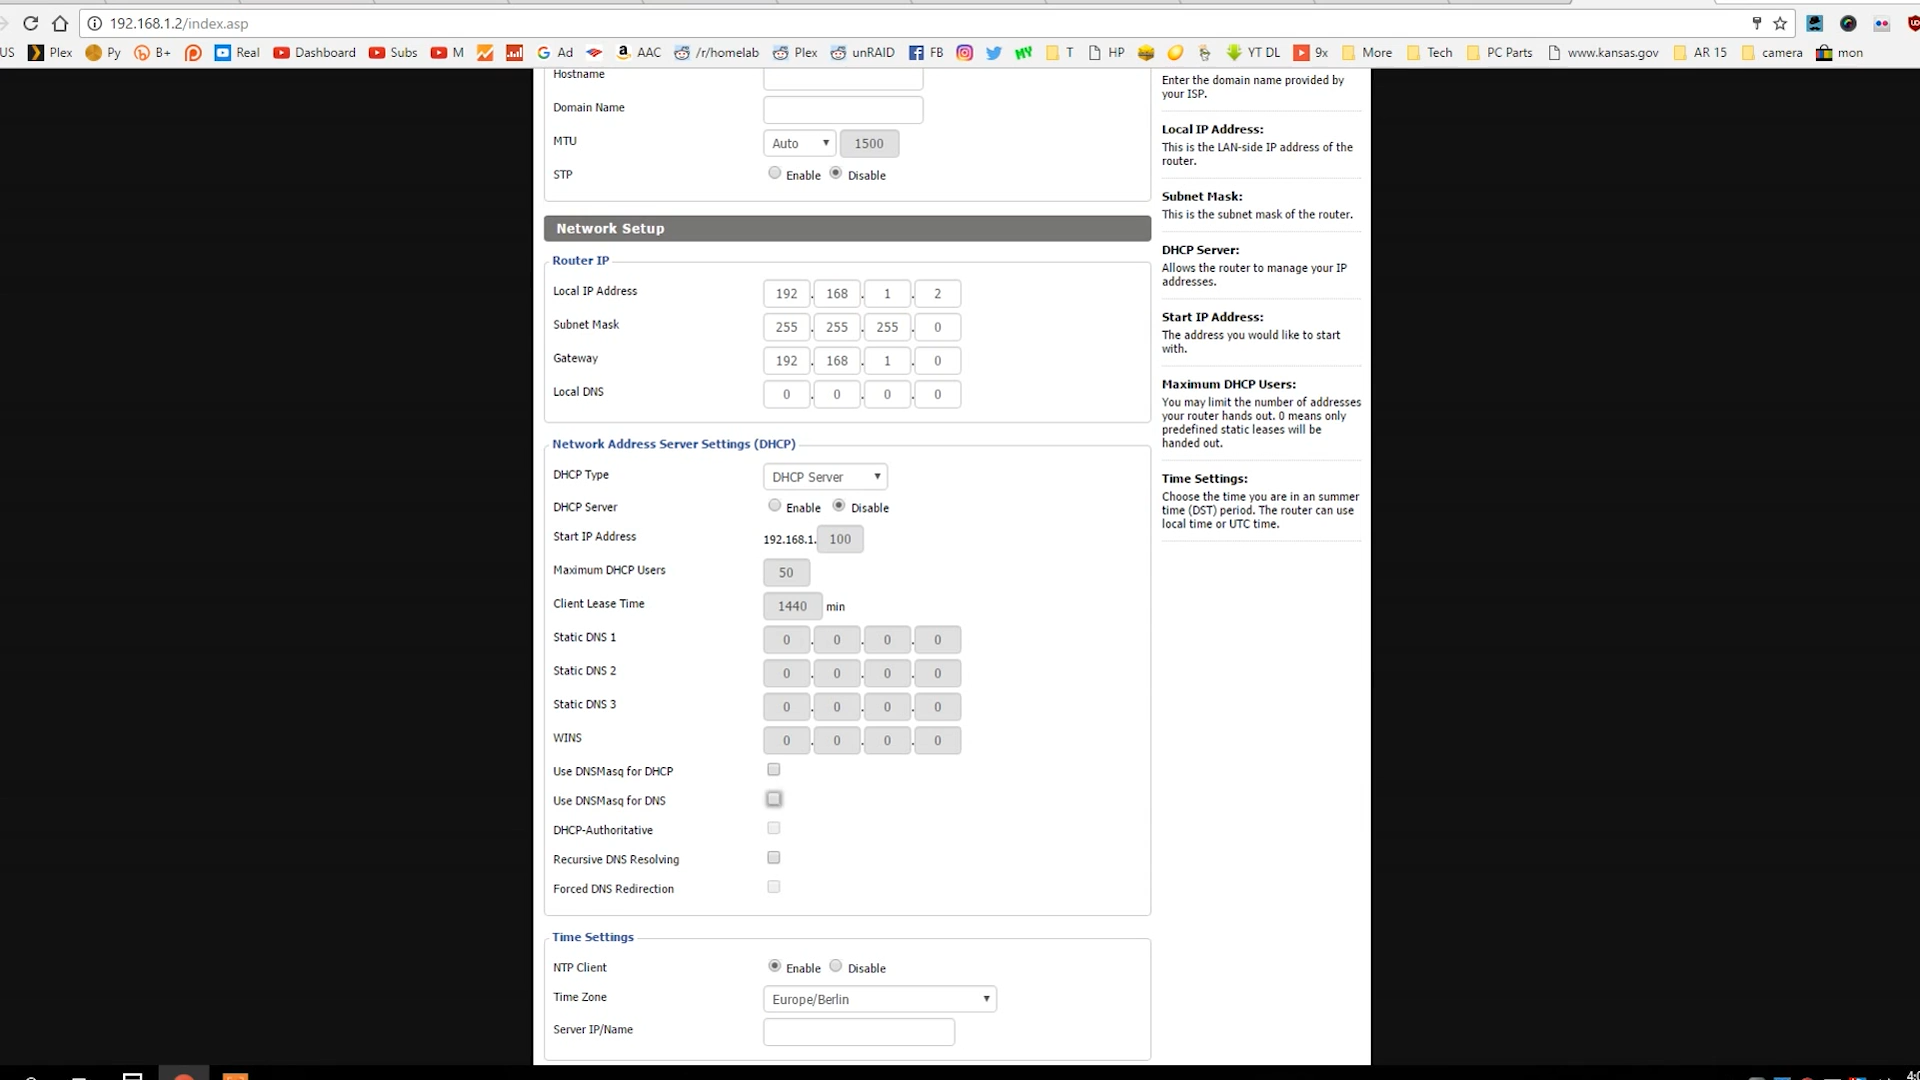 192.168.1.2/index.asp
US Plex Py B+ Real Dashboard Subs M Ad AAC /r/homelab Plex unRAID FB T HP YT DL 9x More Tech PC Parts www.kansas.gov AR 15 camera mon
Hostname
Domain Name
MTU Auto 1500
STP Enable Disable
Network Setup
Router IP
Local IP Address 192 . 168 . 1 . 2
Subnet Mask 255 . 255 . 255 . 0
Gateway 192 . 168 . 1 . 0
Local DNS 0 . 0 . 0 . 0
Network Address Server Settings (DHCP)
DHCP Type DHCP Server
DHCP Server Enable Disable
Start IP Address 192.168.1. 100
Maximum DHCP Users 50
Client Lease Time 1440 min
Static DNS 1 0 . 0 . 0 . 0
Static DNS 2 0 . 0 . 0 . 0
Static DNS 3 0 . 0 . 0 . 0
WINS 0 . 0 . 0 . 0
Use DNSMasq for DHCP
Use DNSMasq for DNS
DHCP-Authoritative
Recursive DNS Resolving
Forced DNS Redirection
Time Settings
NTP Client Enable Disable
Time Zone Europe/Berlin
Server IP/Name
Enter the domain name provided by
your ISP.
Local IP Address:
This is the LAN-side IP address of the
router.
Subnet Mask:
This is the subnet mask of the router.
DHCP Server:
Allows the router to manage your IP
addresses.
Start IP Address:
The address you would like to start
with.
Maximum DHCP Users:
You may limit the number of addresses
your router hands out. 0 means only
predefined static leases will be
handed out.
Time Settings:
Choose the time you are in an summer
time (DST) period. The router can use
local time or UTC time.